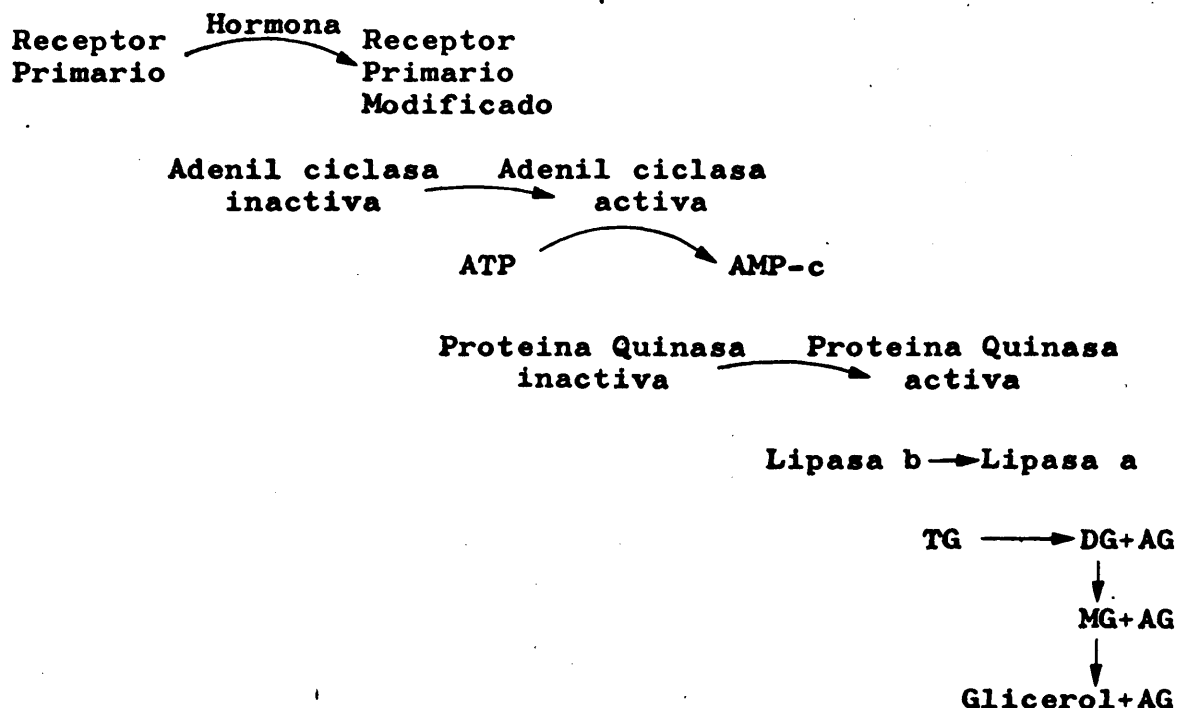 Hormona
Receptor Receptor
Primario Primario
Modificado
Adenil ciclasa Adenil ciclasa
inactiva activa
ATP AMP-c
Proteina Quinasa Proteina Quinasa
inactiva activa
Lipasa b Lipasa a
TG DG+AG
MG+AG
Glicerol+AG